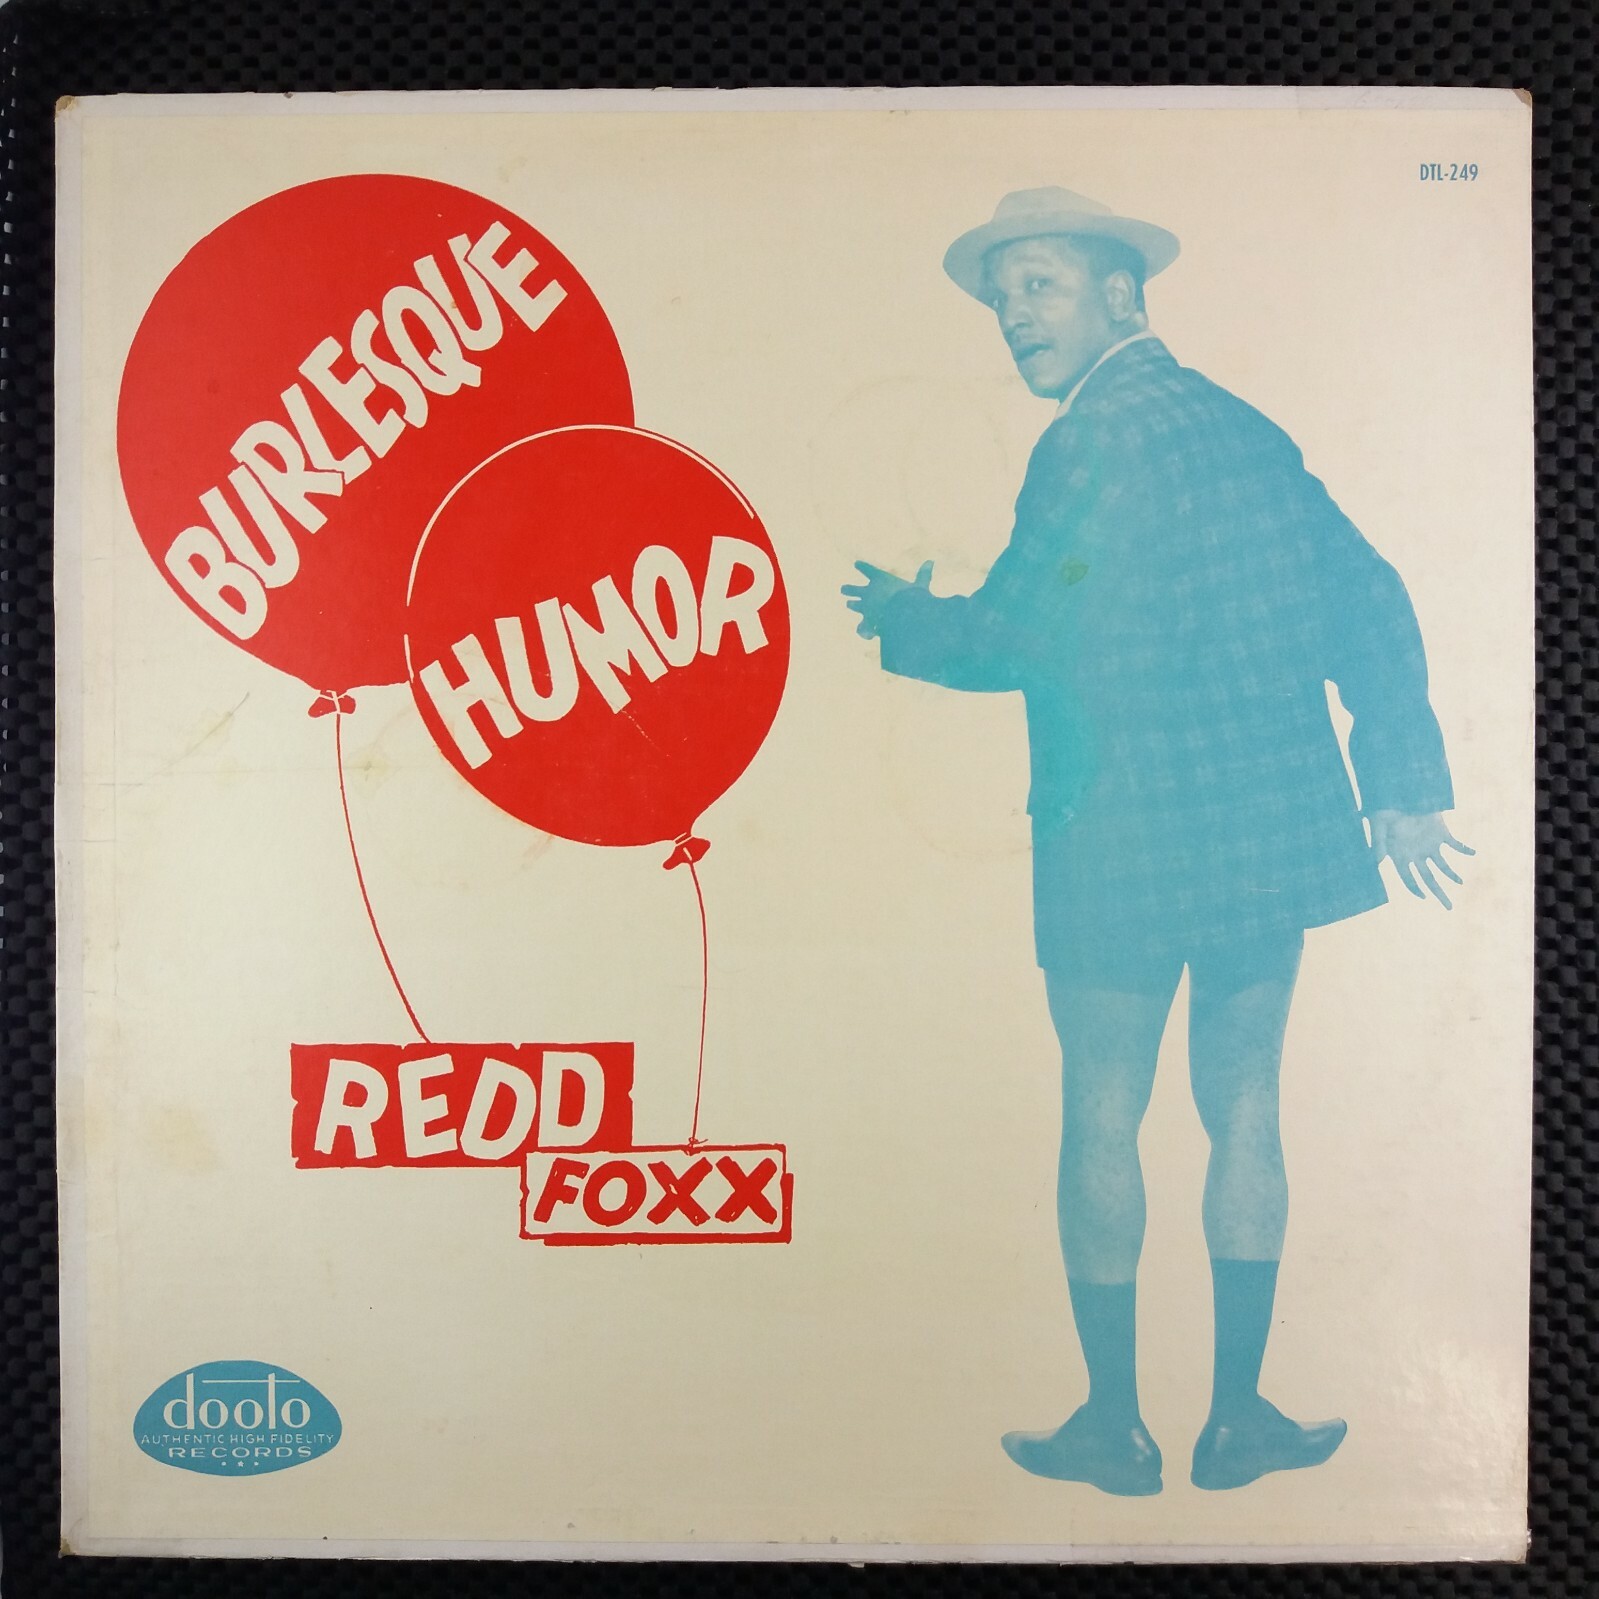 DTL-249
BURLESQUE
HUMOR
REDD
FOXX
dooto
AUTHENTIC HIGH FIDELITY
RECORDS